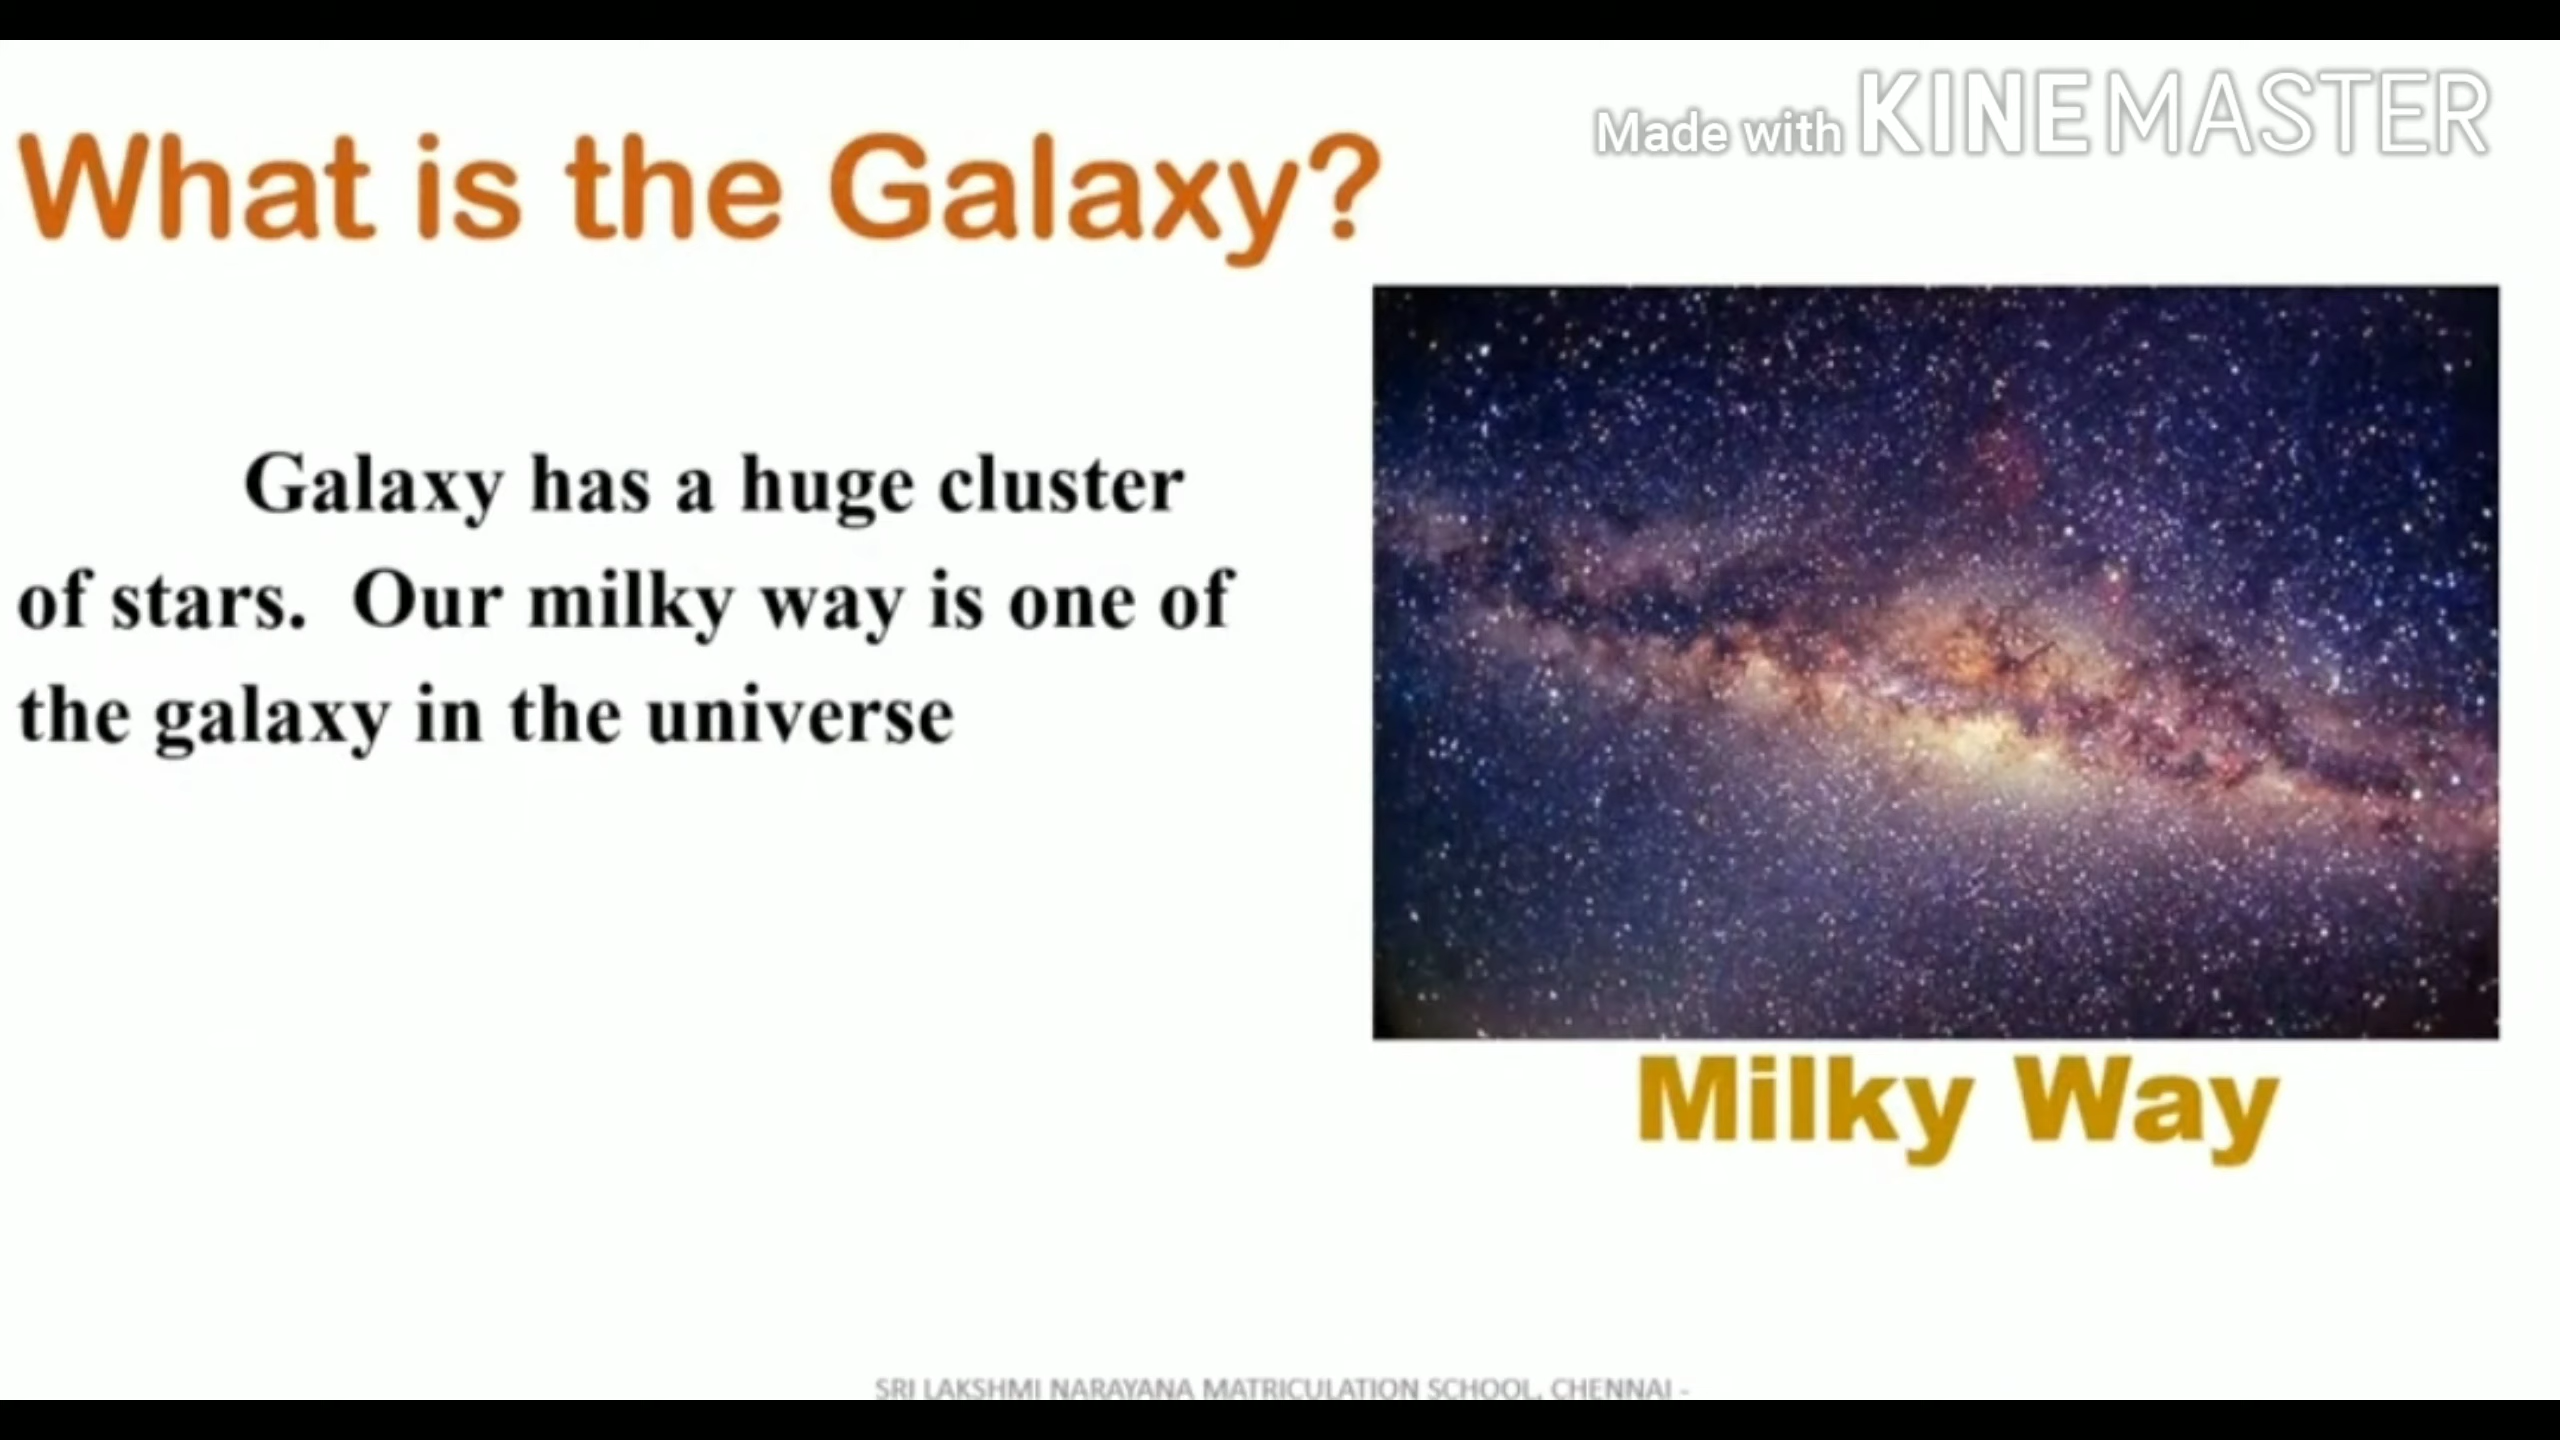 Made with KINEMASTER
What is the Galaxy?
Galaxy has a huge cluster
of stars. Our milky way is one of
the galaxy in the universe
Milky Way
SRI LAKSHMI NARAYANA MATRICULATION SCHOOL, CHENNAI -